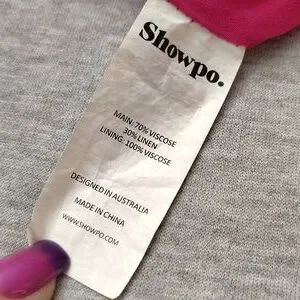 Showpo.
MAIN: 70% VISCOSE
30% LINEN
LINING: 100% VISCOSE
DESIGNED IN AUSTRALIA
MADE IN CHINA
WWW.SHOWPO.COM